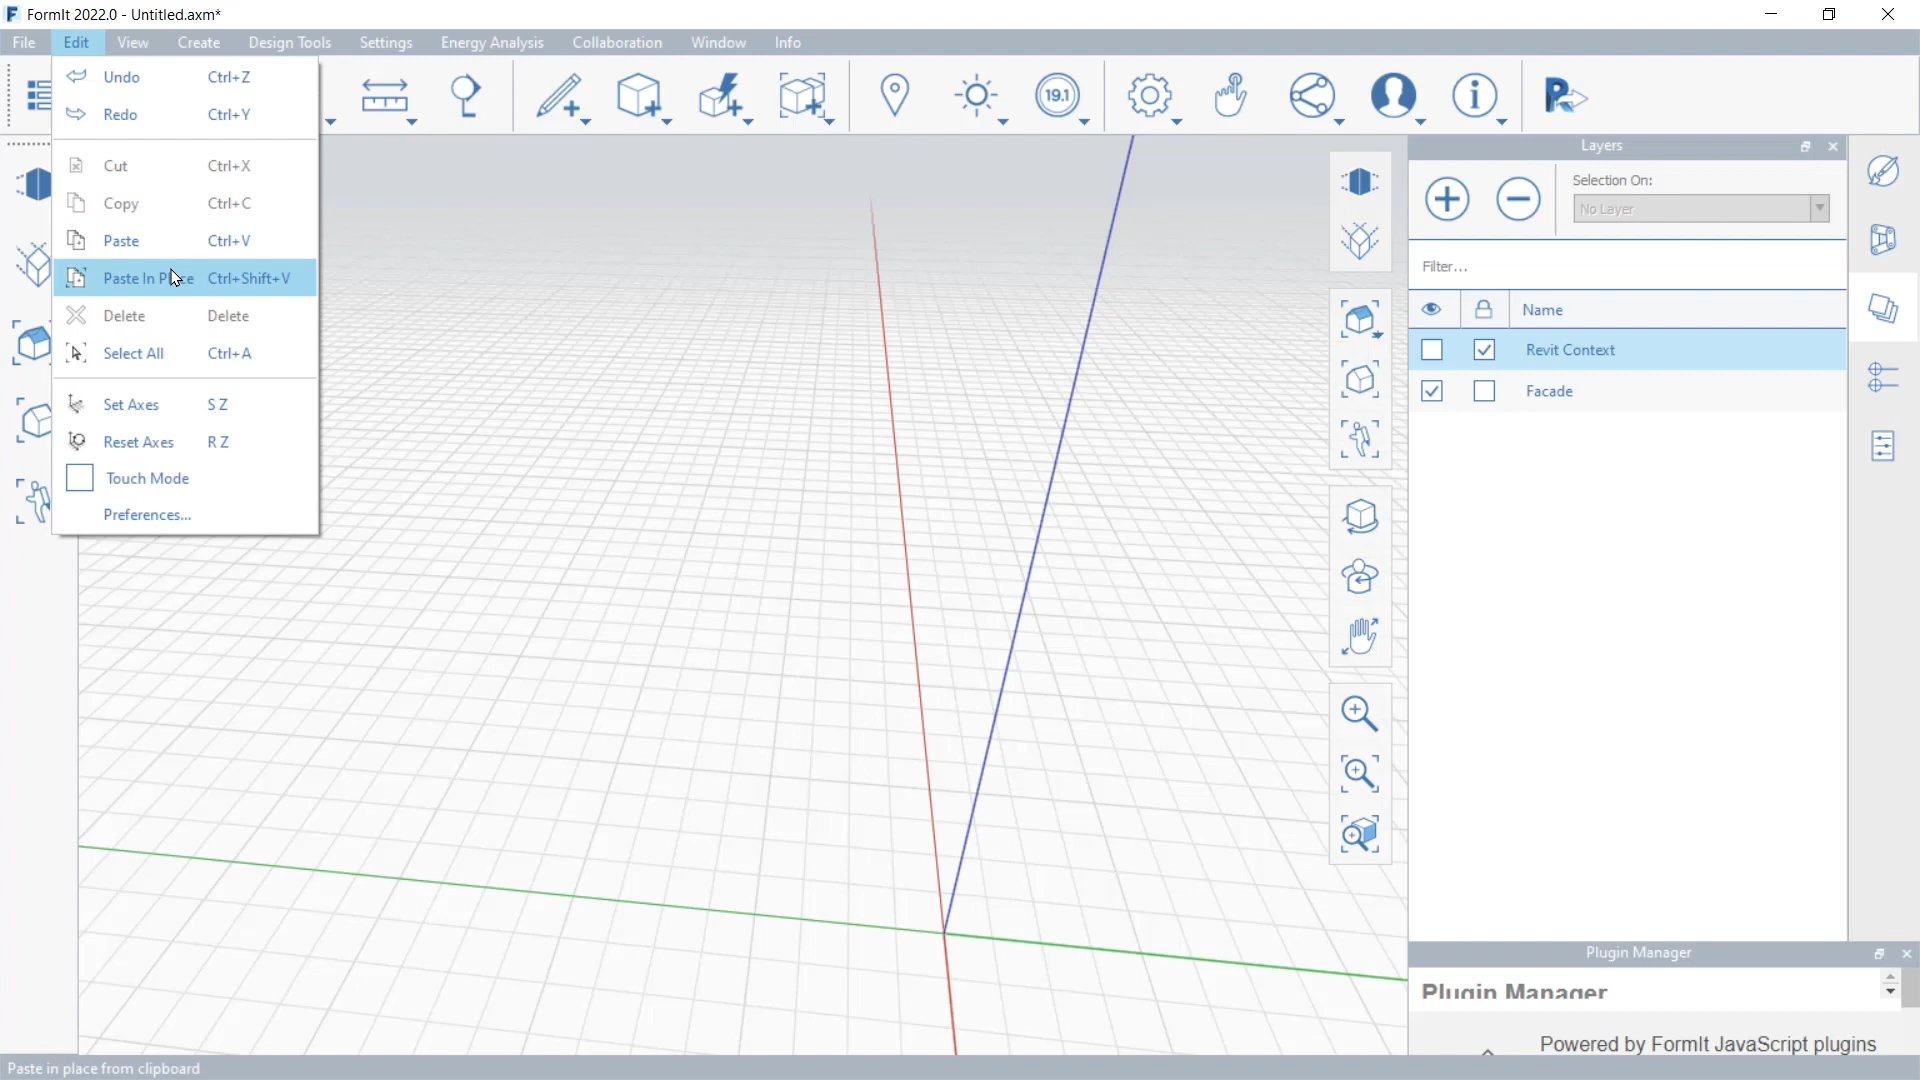 FormIt 2022.0 - Untitled.axm*
File Edit View Create Design Tools Settings Energy Analysis Collaboration Window Info
19.1
Undo Ctrl+Z
Redo Ctrl+Y
Cut Ctrl+X
Copy Ctrl+C
Paste Ctrl+V
Paste In Place Ctrl+Shift+V
Delete Delete
Select All Ctrl+A
Set Axes S Z
Reset Axes R Z
Touch Mode
Preferences...
Layers
Selection On:
No Layer
Filter...
Name
Revit Context
Facade
Plugin Manager
Plugin Manager
Powered by FormIt JavaScript plugins
Paste in place from clipboard